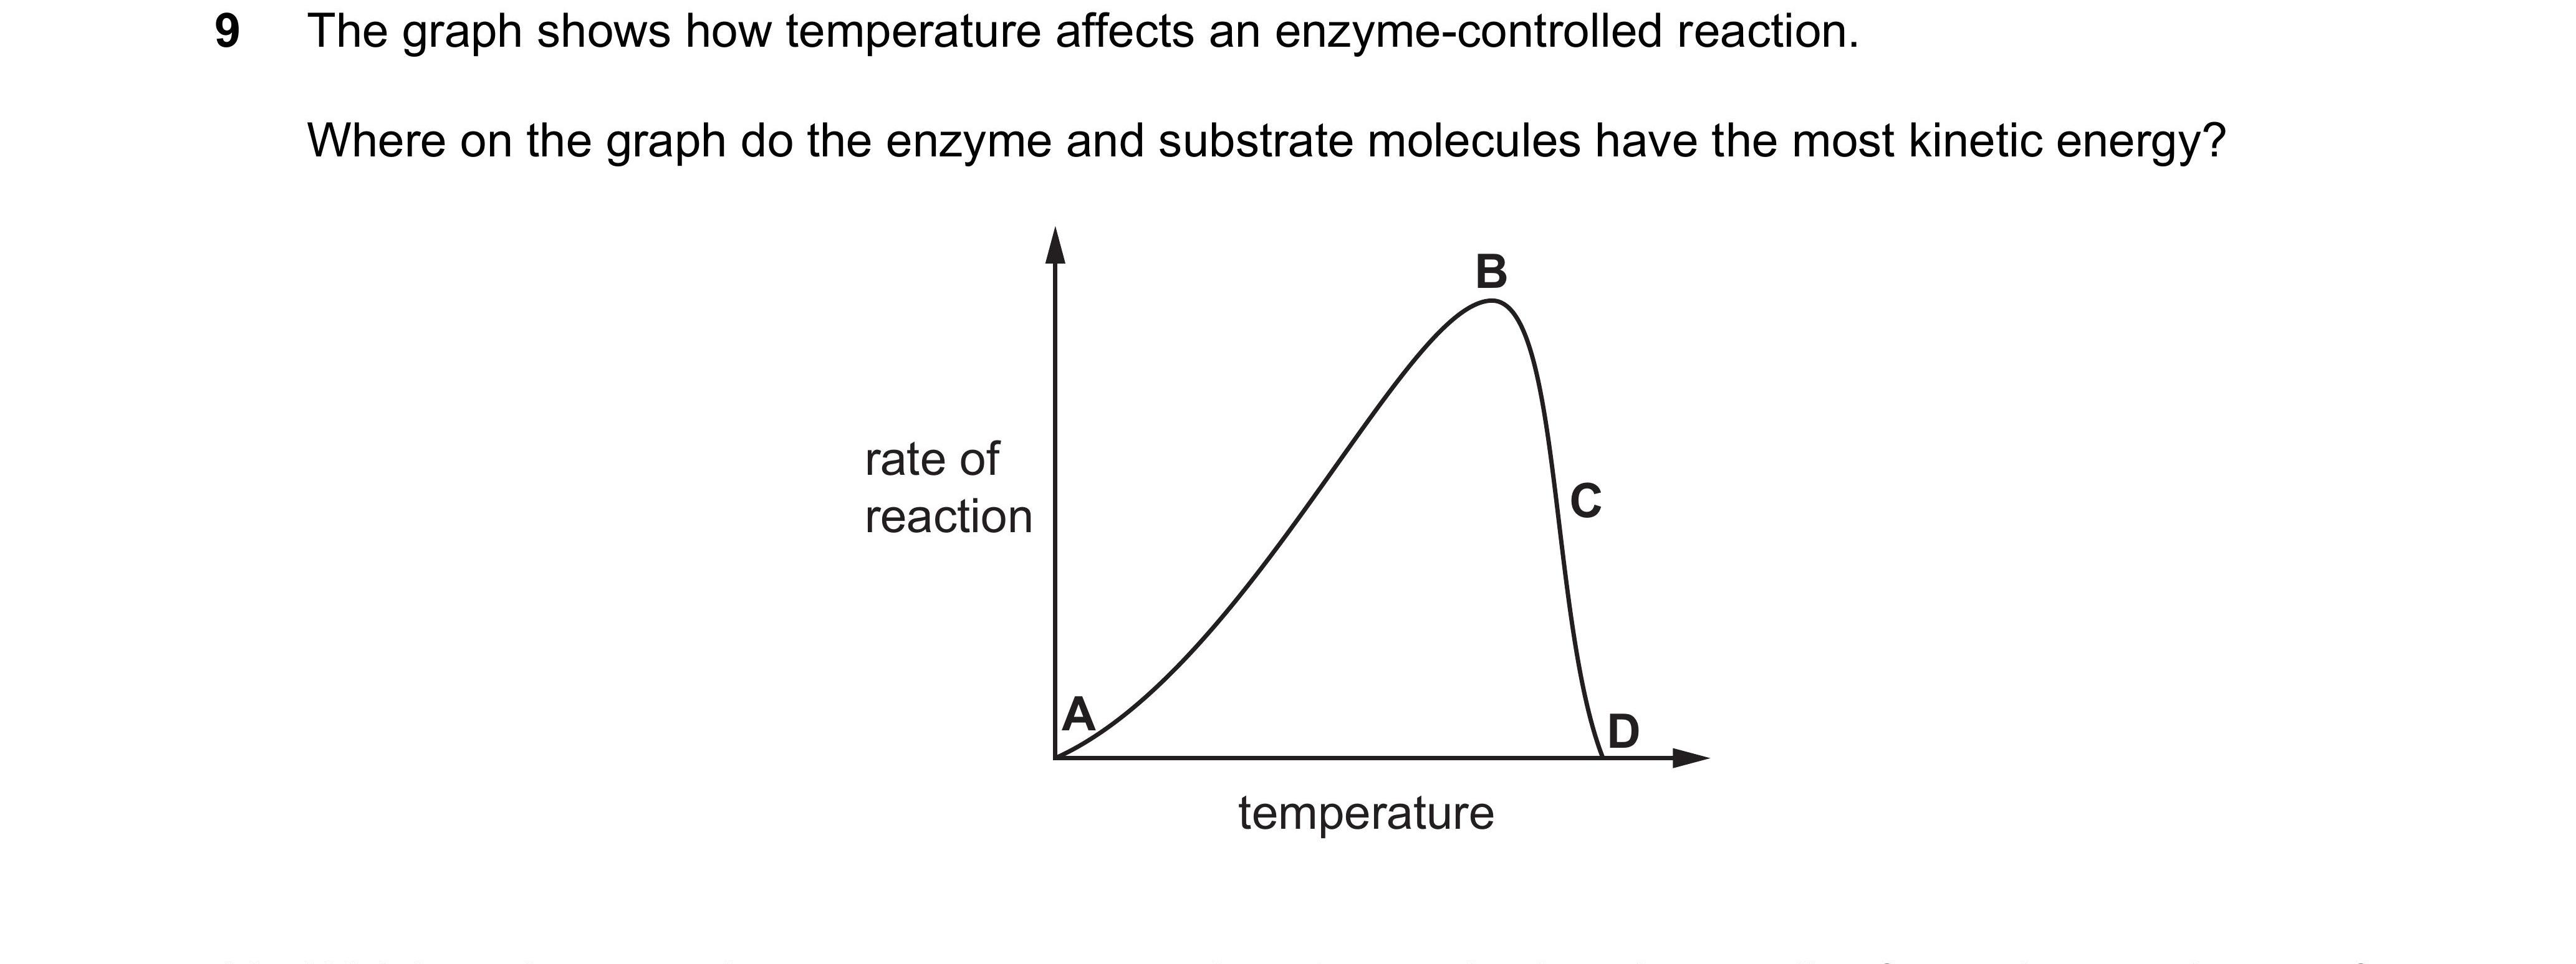 9 The graph shows how temperature affects an enzyme-controlled reaction.
Where on the graph do the enzyme and substrate molecules have the most kinetic energy?
B
rate of
reaction
C
A
D
temperature